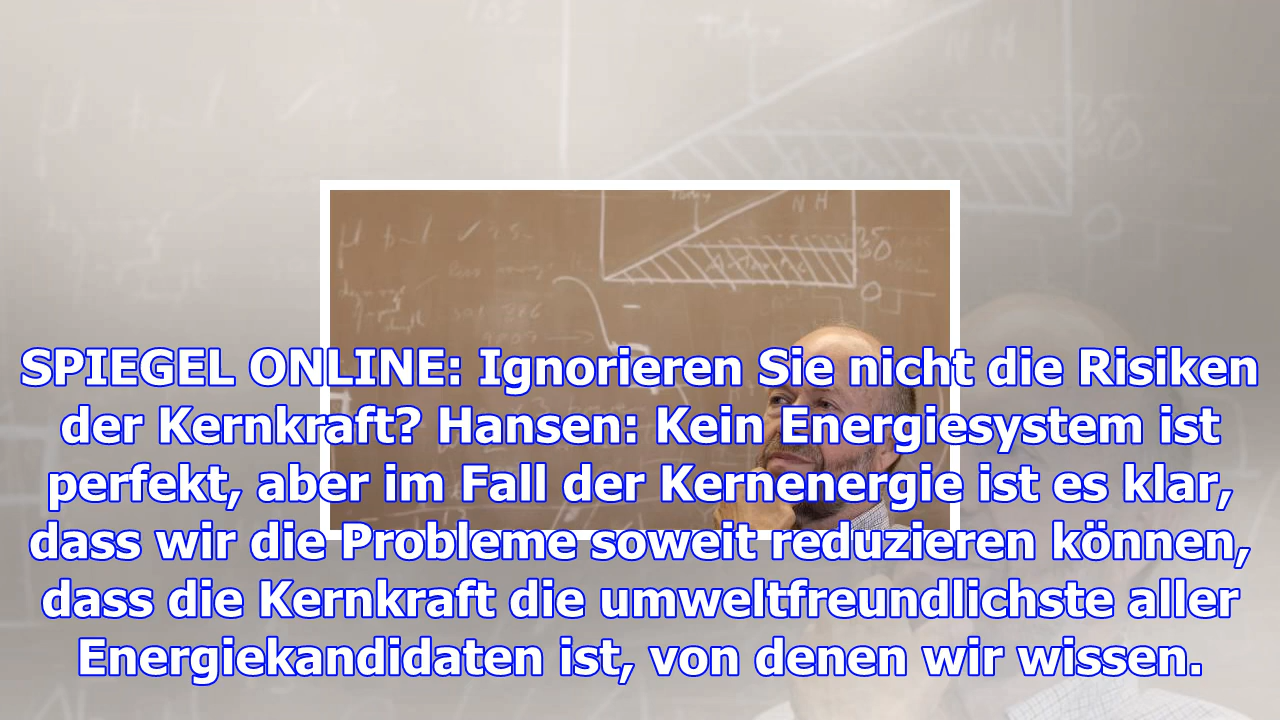 SPIEGEL ONLINE: Ignorieren Sie nicht die Risiken
der Kernkraft? Hansen: Kein Energiesystem ist
perfekt, aber im Fall der Kernenergie ist es klar,
dass wir die Probleme soweit reduzieren können,
dass die Kernkraft die umweltfreundlichste aller
Energiekandidaten ist, von denen wir wissen.